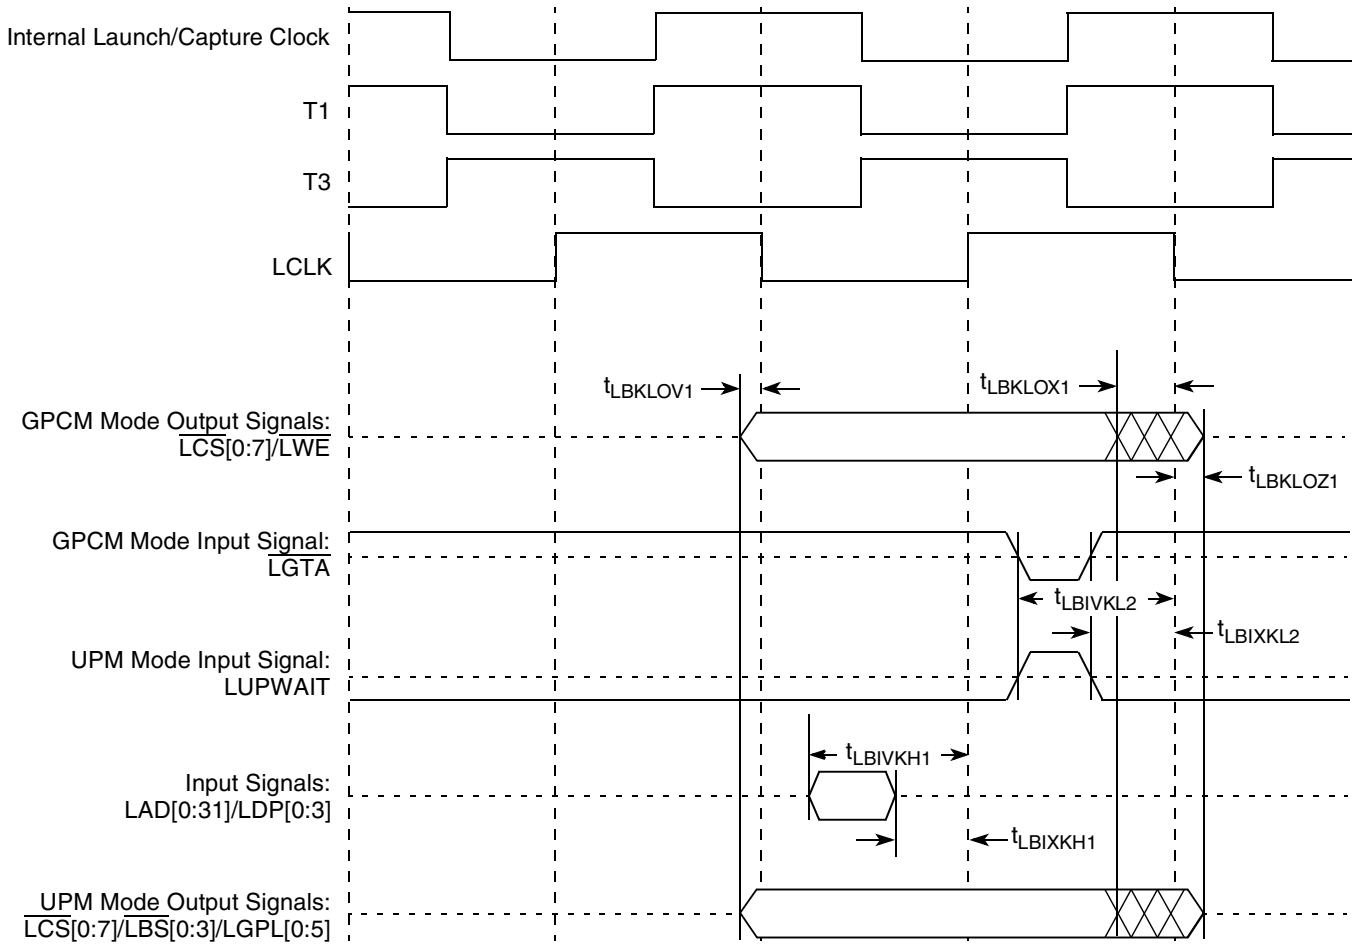 Internal Launch/Capture Clock
T1
T3
LCLK
tLBKLOV1
tLBKLOX1
GPCM Mode Output Signals:
LCS[0:7]/LWE
tLBKLOZ1
GPCM Mode Input Signal:
LGTA
tLBIVKL2
tLBIXKL2
UPM Mode Input Signal:
LUPWAIT
tLBIVKH1
Input Signals:
LAD[0:31]/LDP[0:3]
tLBIXKH1
UPM Mode Output Signals:
LCS[0:7]/LBS[0:3]/LGPL[0:5]